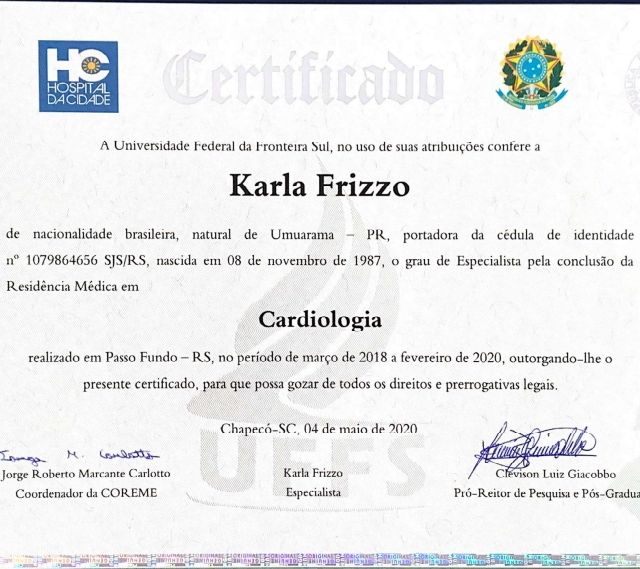 HC
HOSPITAL
DA CIDADE
Certificado
A Universidade Federal da Fronteira Sul, no uso de suas atribuições confere a
Karla Frizzo
de nacionalidade brasileira, natural de Umuarama – PR, portadora da cédula de identidade
nº 1079864656 SJS/RS, nascida em 08 de novembro de 1987, o grau de Especialista pela conclusão da
Residência Médica em
Cardiologia
realizado em Passo Fundo – RS, no período de março de 2018 a fevereiro de 2020, outorgando-lhe o
presente certificado, para que possa gozar de todos os direitos e prerrogativas legais.
Chapecó-SC, 04 de maio de 2020
UFFS
Jorge Roberto Marcante Carlotto
Coordenador da COREME
Karla Frizzo
Especialista
Clevison Luiz Giacobbo
Pró-Reitor de Pesquisa e Pós-Gradua